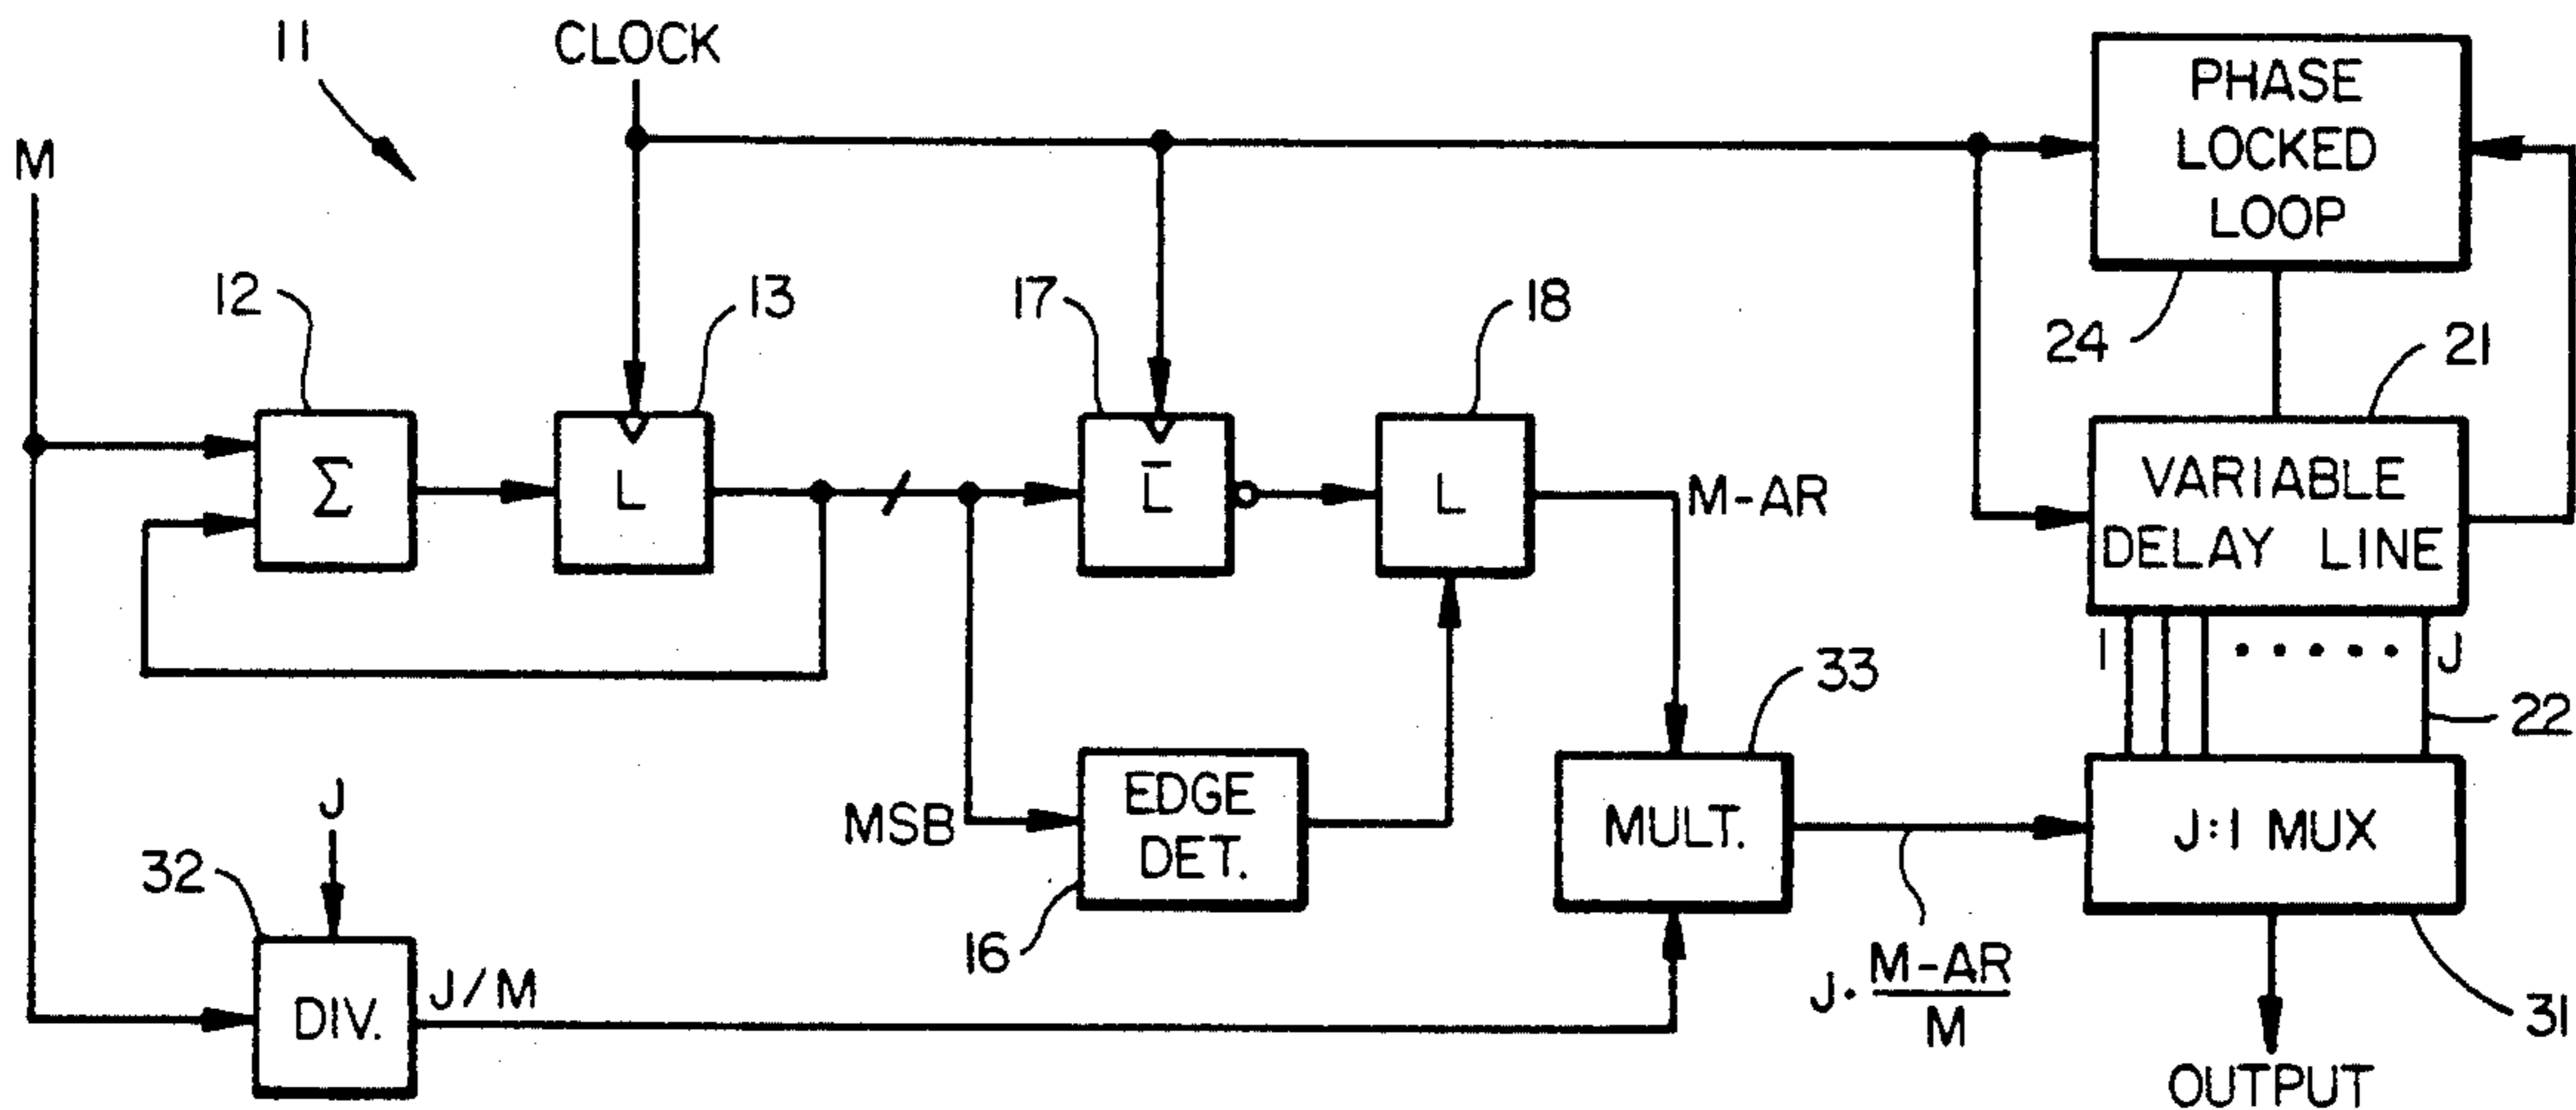 11
CLOCK
M
PHASE
LOCKED
LOOP
12
13
17
18
24
21
Σ
L
L̅
L
M-AR
VARIABLE
DELAY LINE
1
J
33
22
J
MSB
EDGE
DET.
MULT.
J:1 MUX
32
16
DIV.
J/M
J· M-AR
M
31
OUTPUT